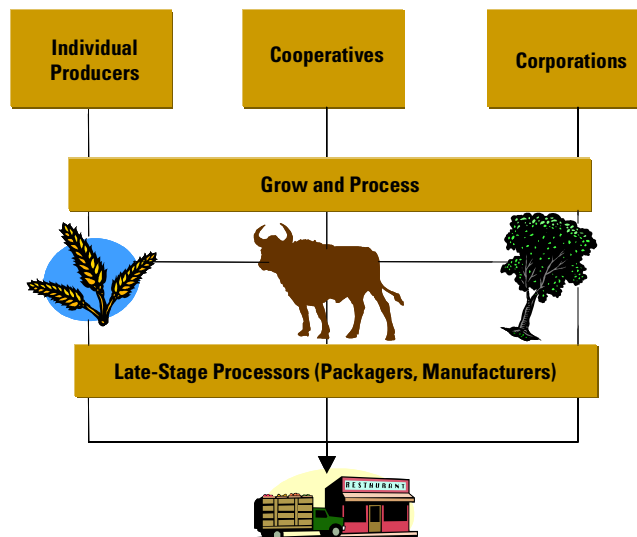 Individual
Producers
Cooperatives
Corporations
Grow and Process
Late-Stage Processors (Packagers, Manufacturers)
RESTAURANT